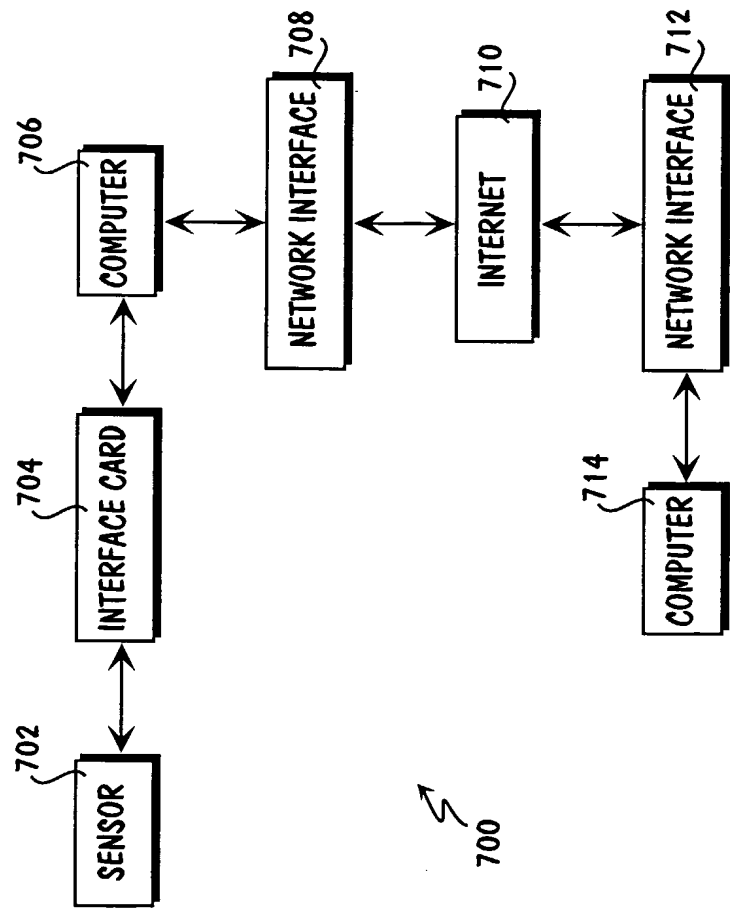 702
SENSOR
704
INTERFACE CARD
706
COMPUTER
708
NETWORK INTERFACE
710
INTERNET
712
NETWORK INTERFACE
714
COMPUTER
700